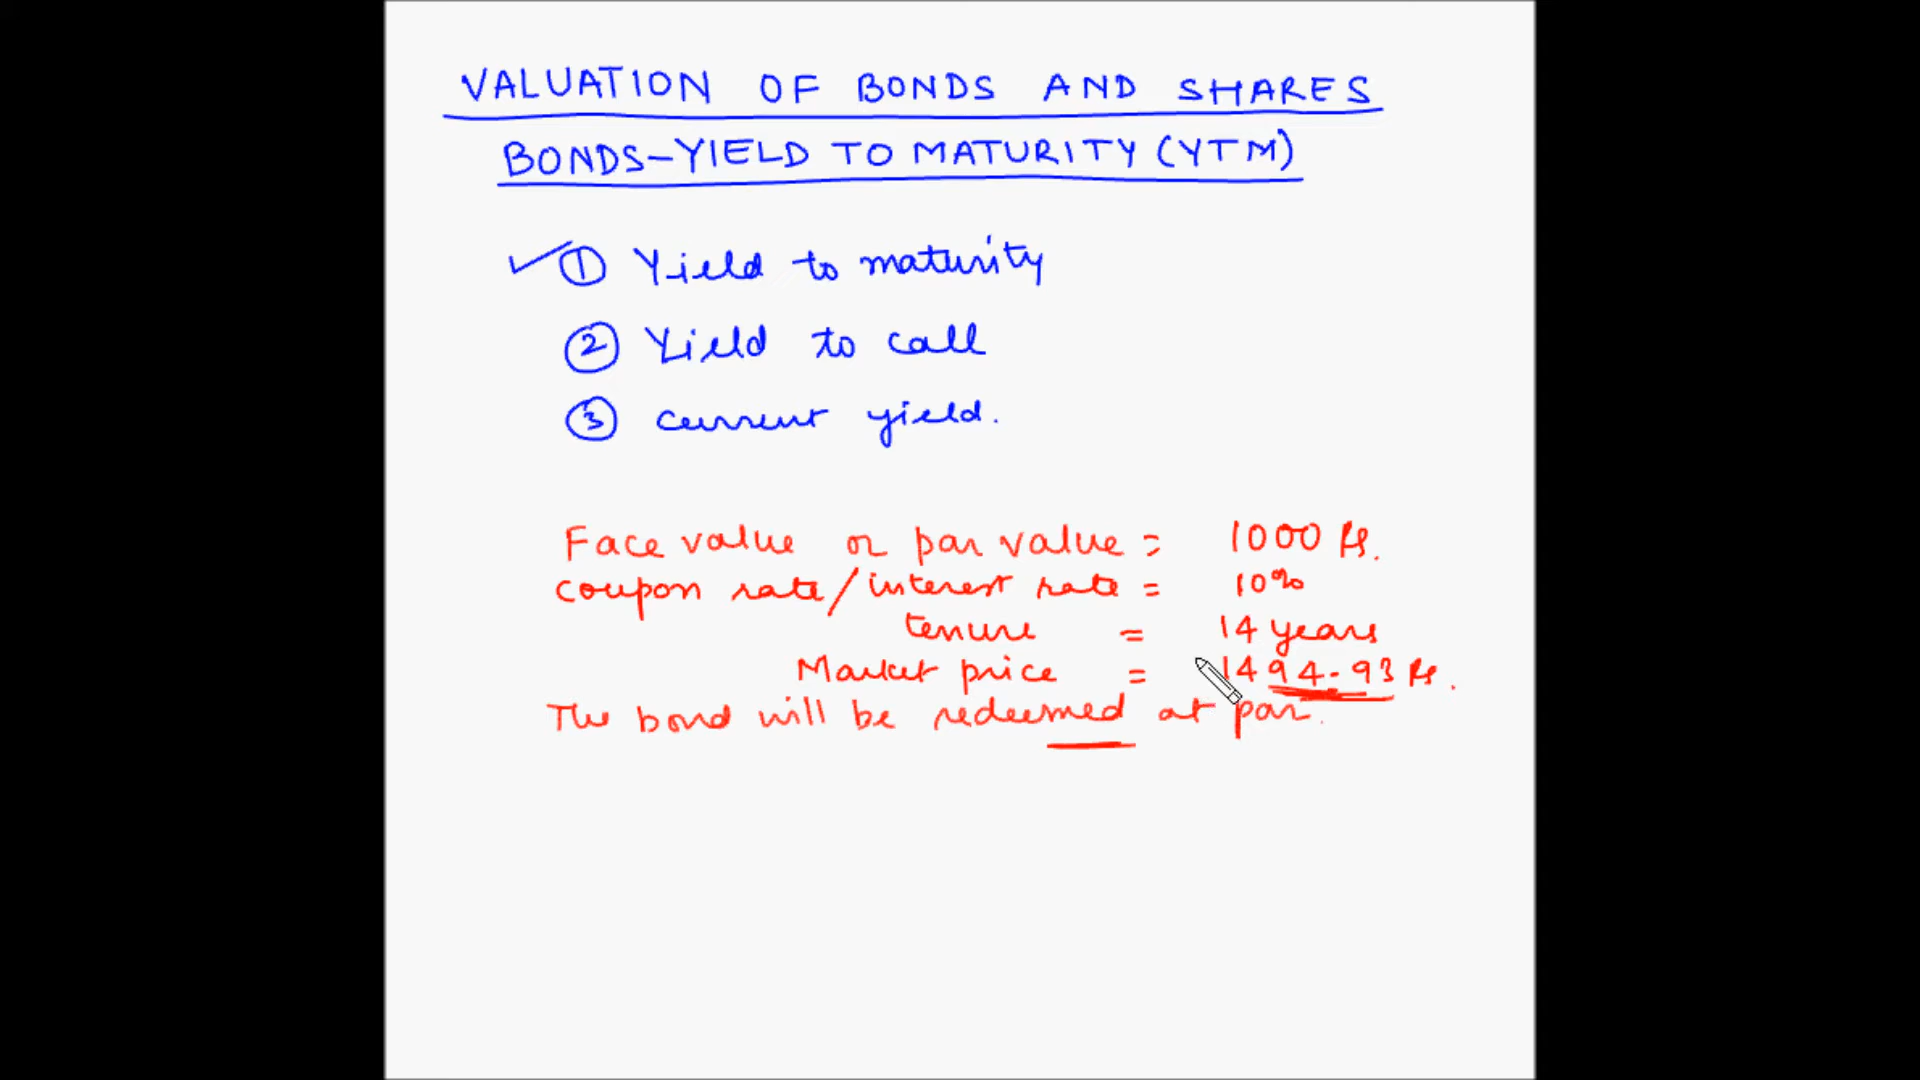 VALUATION OF BONDS AND SHARES
BONDS-YIELD TO MATURITY (YTM)
① Yield to maturity
② Yield to call
③ current yield.
Face value or par value = 1000 Rs.
coupon rate/interest rate = 10%
tenure = 14 years
Market price = 1494.93 Rs.
The bond will be redeemed at par.